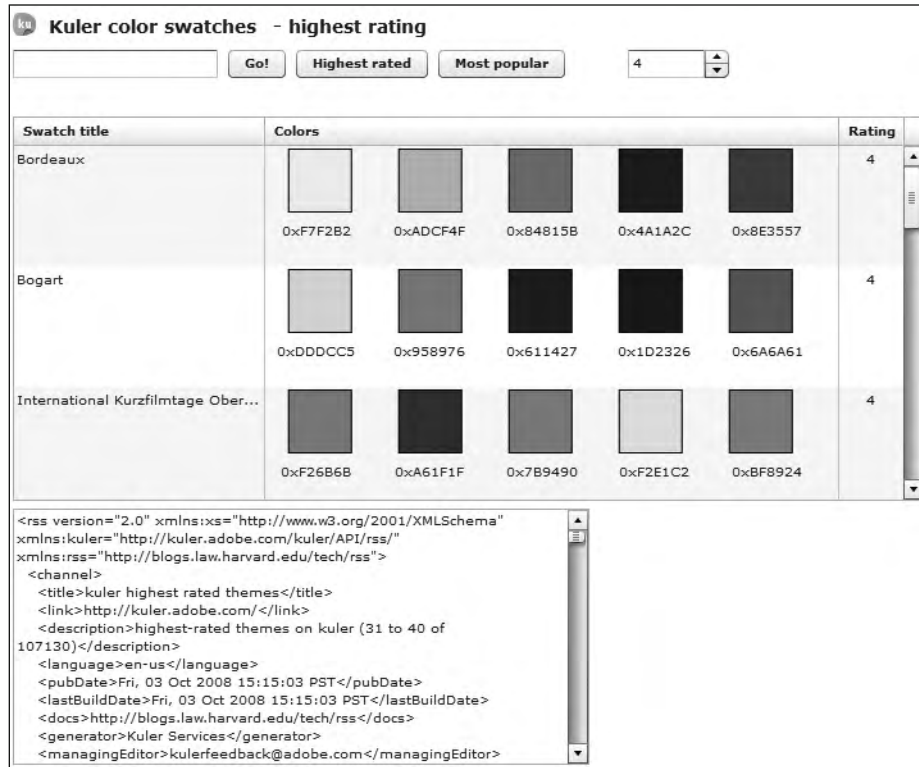 ku Kuler color swatches - highest rating
Go! Highest rated Most popular 4
Swatch title Colors Rating
Bordeaux 4
0xF7F2B2 0xADCF4F 0x84815B 0x4A1A2C 0x8E3557
Bogart 4
0xDDDCC5 0x958976 0x611427 0x1D2326 0x6A6A61
International Kurzfilmtage Ober... 4
0xF26B6B 0xA61F1F 0x7B9490 0xF2E1C2 0xBF8924
<rss version="2.0" xmlns:xs="http://www.w3.org/2001/XMLSchema"
xmlns:kuler="http://kuler.adobe.com/kuler/API/rss/"
xmlns:rss="http://blogs.law.harvard.edu/tech/rss">
<channel>
<title>kuler highest rated themes</title>
<link>http://kuler.adobe.com/</link>
<description>highest-rated themes on kuler (31 to 40 of
107130)</description>
<language>en-us</language>
<pubDate>Fri, 03 Oct 2008 15:15:03 PST</pubDate>
<lastBuildDate>Fri, 03 Oct 2008 15:15:03 PST</lastBuildDate>
<docs>http://blogs.law.harvard.edu/tech/rss</docs>
<generator>Kuler Services</generator>
<managingEditor>kulerfeedback@adobe.com</managingEditor>